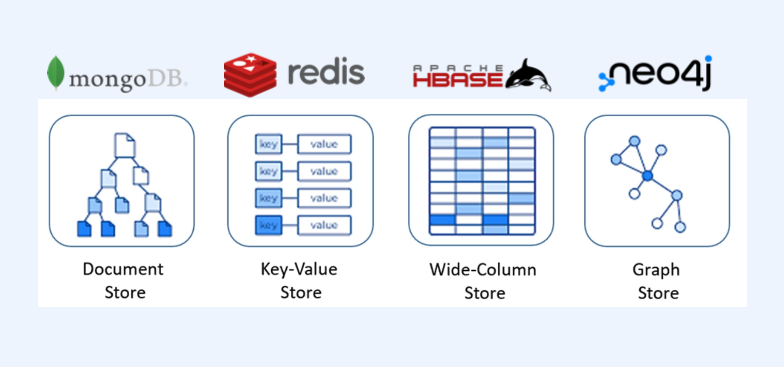 mongoDB.
redis
APACHE
HBASE
neo4j
key value
key value
key value
key value
Document
Store
Key-Value
Store
Wide-Column
Store
Graph
Store